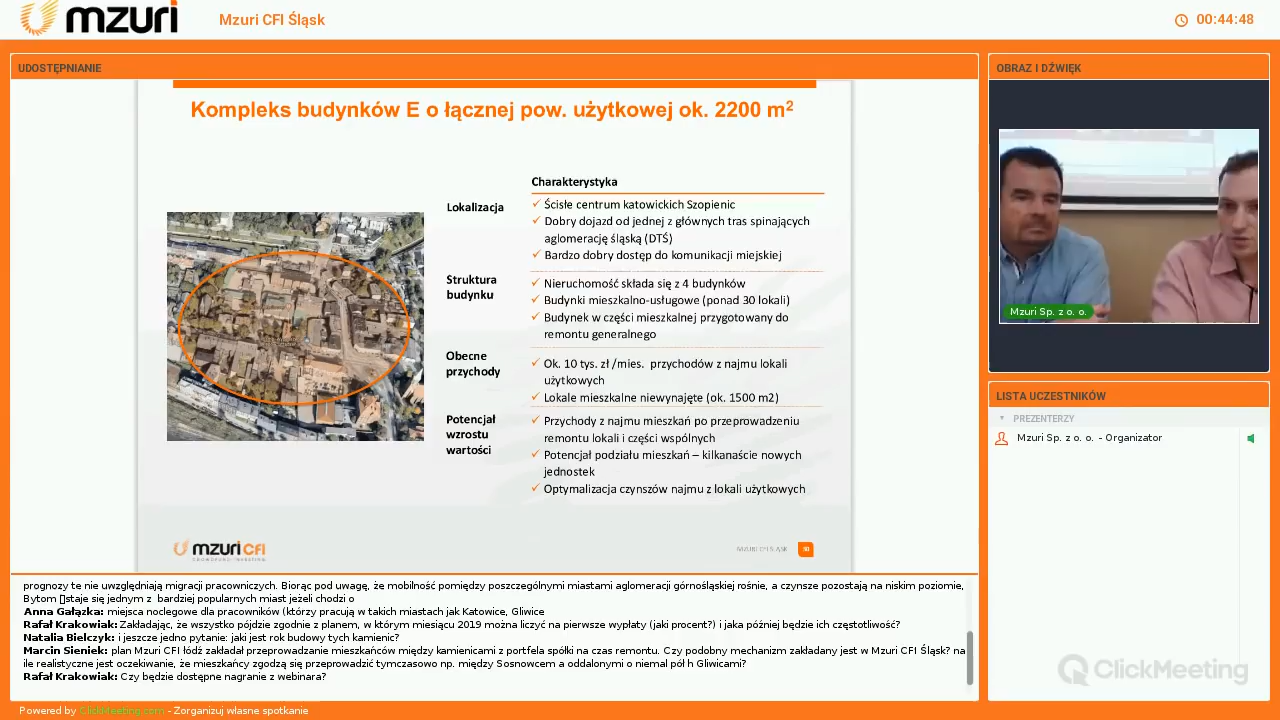 mzuri
Mzuri CFI Śląsk
00:44:48
UDOSTĘPNIANIE
Kompleks budynków E o łącznej pow. użytkowej ok. 2200 m²
Charakterystyka
Lokalizacja
✓ Ścisłe centrum katowickich Szopienic
✓ Dobry dojazd od jednej z głównych tras spinających
aglomerację śląską (DTŚ)
✓ Bardzo dobry dostęp do komunikacji miejskiej
Struktura
budynku
✓ Nieruchomość składa się z 4 budynków
✓ Budynki mieszkalno-usługowe (ponad 30 lokali)
✓ Budynek w części mieszkalnej przygotowany do
remontu generalnego
Obecne
przychody
✓ Ok. 10 tys. zł /mies. przychodów z najmu lokali
użytkowych
✓ Lokale mieszkalne niewynajęte (ok. 1500 m2)
Potencjał
wzrostu
wartości
✓ Przychody z najmu mieszkań po przeprowadzeniu
remontu lokali i części wspólnych
✓ Potencjał podziału mieszkań – kilkanaście nowych
jednostek
✓ Optymalizacja czynszów najmu z lokali użytkowych
mzuri CFI
CROWDFUNDING INVESTING
MZURI CFI ŚLĄSK
prognozy te nie uwzględniają migracji pracowniczych. Biorąc pod uwagę, że mobilność pomiędzy poszczególnymi miastami aglomeracji górnośląskiej rośnie, a czynsze pozostają na niskim poziomie,
Bytom []staje się jednym z bardziej popularnych miast jeżeli chodzi o
Anna Gałązka: miejsca noclegowe dla pracowników (którzy pracują w takich miastach jak Katowice, Gliwice
Rafał Krakowiak: Zakładając, że wszystko pójdzie zgodnie z planem, w którym miesiącu 2019 można liczyć na pierwsze wypłaty (jaki procent?) i jaka później będzie ich częstotliwość?
Natalia Bielczyk: i jeszcze jedno pytanie: jaki jest rok budowy tych kamienic?
Marcin Sieniek: plan Mzuri CFI łódź zakładał przeprowadzanie mieszkańców między kamienicami z portfela spółki na czas remontu. Czy podobny mechanizm zakładany jest w Mzuri CFI Śląsk? na
ile realistyczne jest oczekiwanie, że mieszkańcy zgodzą się przeprowadzić tymczasowo np. między Sosnowcem a oddalonymi o niemal pół h Gliwicami?
Rafał Krakowiak: Czy będzie dostępne nagranie z webinara?
Powered by ClickMeeting.com - Zorganizuj własne spotkanie
OBRAZ I DŹWIĘK
Mzuri Sp. z o. o.
LISTA UCZESTNIKÓW
PREZENTERZY
Mzuri Sp. z o. o. - Organizator
ClickMeeting